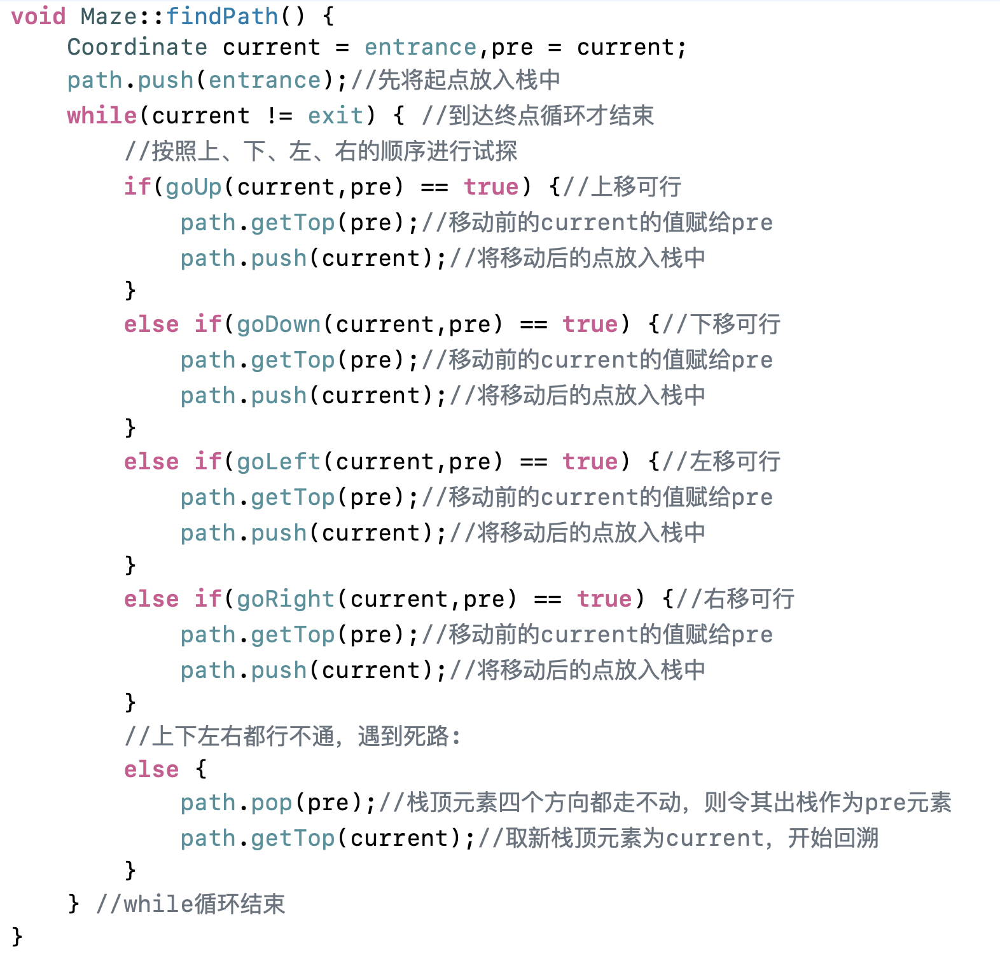 void Maze::findPath() {
    Coordinate current = entrance,pre = current;
    path.push(entrance);//先将起点放入栈中
    while(current != exit) { //到达终点循环才结束
        //按照上、下、左、右的顺序进行试探
        if(goUp(current,pre) == true) {//上移可行
            path.getTop(pre);//移动前的current的值赋给pre
            path.push(current);//将移动后的点放入栈中
        }
        else if(goDown(current,pre) == true) {//下移可行
            path.getTop(pre);//移动前的current的值赋给pre
            path.push(current);//将移动后的点放入栈中
        }
        else if(goLeft(current,pre) == true) {//左移可行
            path.getTop(pre);//移动前的current的值赋给pre
            path.push(current);//将移动后的点放入栈中
        }
        else if(goRight(current,pre) == true) {//右移可行
            path.getTop(pre);//移动前的current的值赋给pre
            path.push(current);//将移动后的点放入栈中
        }
        //上下左右都行不通，遇到死路：
        else {
            path.pop(pre);//栈顶元素四个方向都走不动，则令其出栈作为pre元素
            path.getTop(current);//取新栈顶元素为current，开始回溯
        }
    } //while循环结束
}